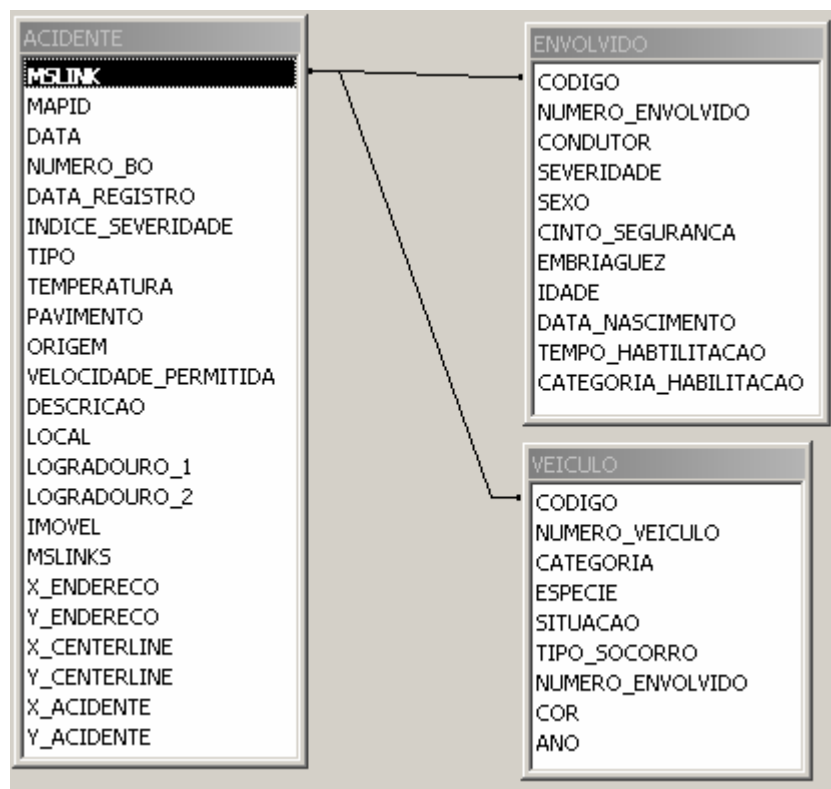 ACIDENTE
MSLINK
MAPID
DATA
NUMERO_BO
DATA_REGISTRO
INDICE_SEVERIDADE
TIPO
TEMPERATURA
PAVIMENTO
ORIGEM
VELOCIDADE_PERMITIDA
DESCRICAO
LOCAL
LOGRADOURO_1
LOGRADOURO_2
IMOVEL
MSLINKS
X_ENDERECO
Y_ENDERECO
X_CENTERLINE
Y_CENTERLINE
X_ACIDENTE
Y_ACIDENTE
ENVOLVIDO
CODIGO
NUMERO_ENVOLVIDO
CONDUTOR
SEVERIDADE
SEXO
CINTO_SEGURANCA
EMBRIAGUEZ
IDADE
DATA_NASCIMENTO
TEMPO_HABTILITACAO
CATEGORIA_HABILITACAO
VEICULO
CODIGO
NUMERO_VEICULO
CATEGORIA
ESPECIE
SITUACAO
TIPO_SOCORRO
NUMERO_ENVOLVIDO
COR
ANO